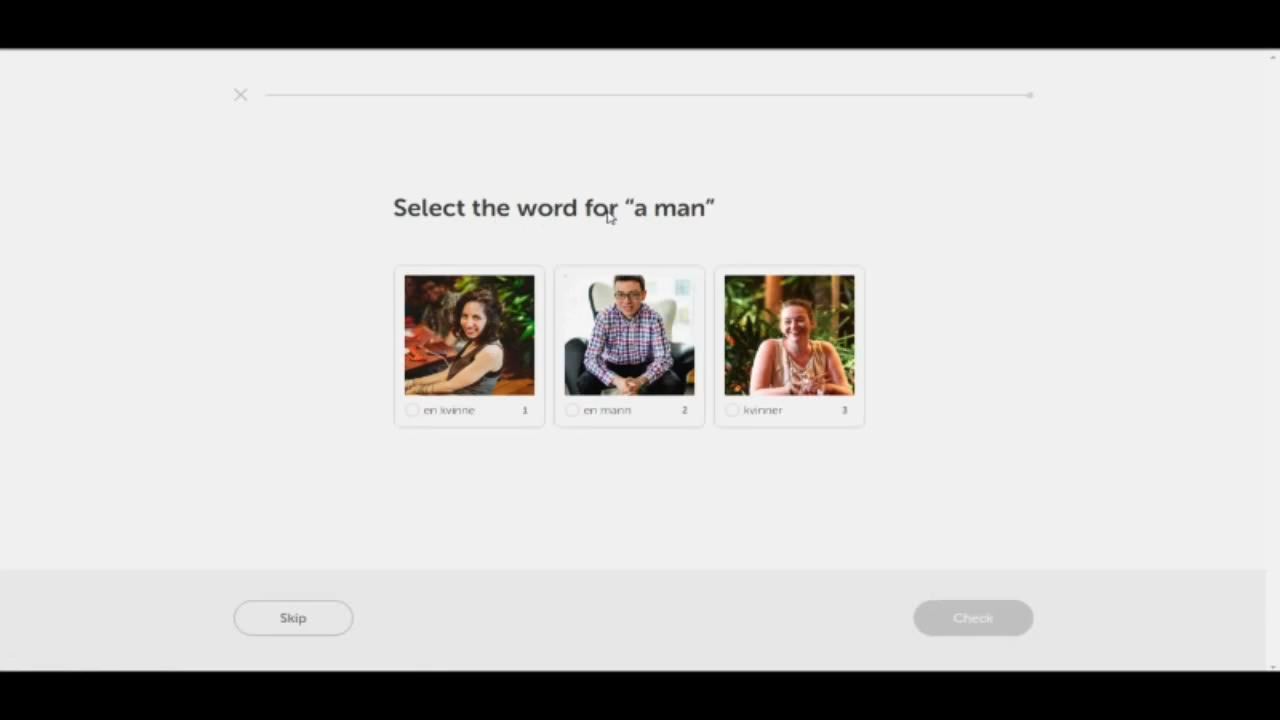 Select the word for “a man”
en kvinne 1
en mann 2
kvinner 3
Skip
Check